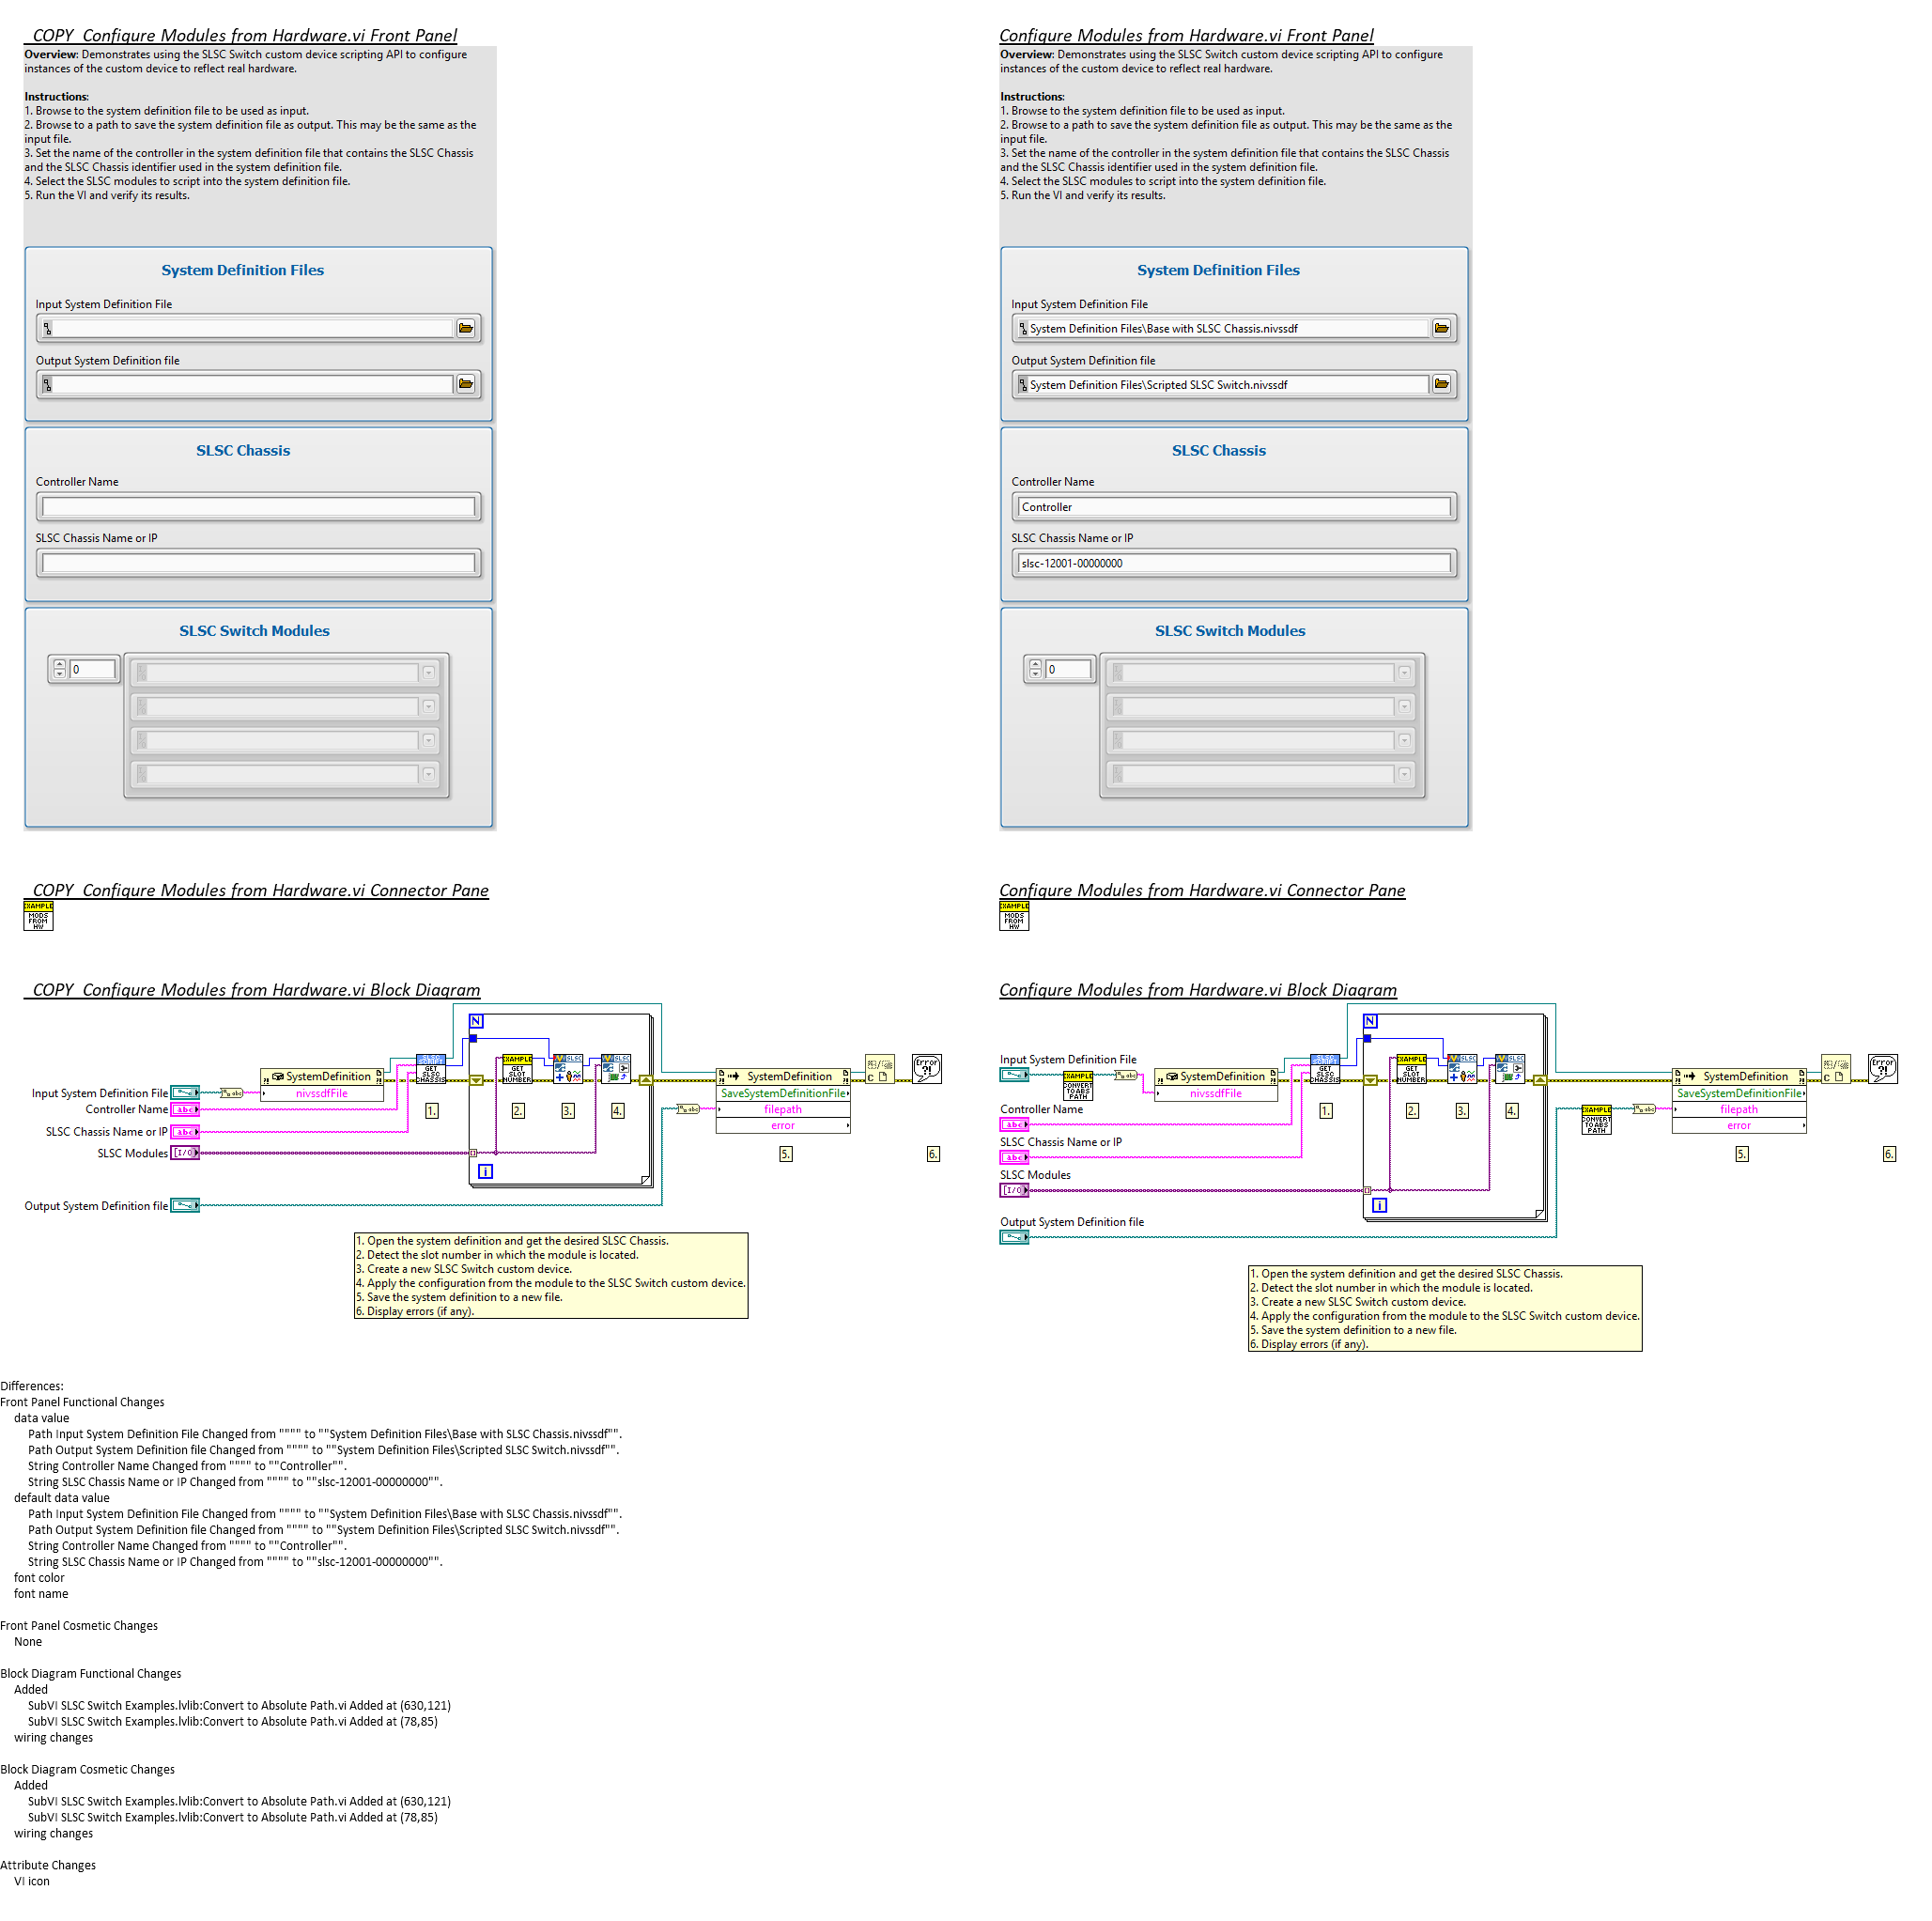 _COPY_Configure Modules from Hardware.vi Front Panel
Overview: Demonstrates using the SLSC Switch custom device scripting API to configure
instances of the custom device to reflect real hardware.
Instructions:
1. Browse to the system definition file to be used as input.
2. Browse to a path to save the system definition file as output. This may be the same as the
input file.
3. Set the name of the controller in the system definition file that contains the SLSC Chassis
and the SLSC Chassis identifier used in the system definition file.
4. Select the SLSC modules to script into the system definition file.
5. Run the VI and verify its results.
System Definition Files
Input System Definition File
Output System Definition file
SLSC Chassis
Controller Name
SLSC Chassis Name or IP
SLSC Switch Modules
0
Configure Modules from Hardware.vi Front Panel
Overview: Demonstrates using the SLSC Switch custom device scripting API to configure
instances of the custom device to reflect real hardware.
Instructions:
1. Browse to the system definition file to be used as input.
2. Browse to a path to save the system definition file as output. This may be the same as the
input file.
3. Set the name of the controller in the system definition file that contains the SLSC Chassis
and the SLSC Chassis identifier used in the system definition file.
4. Select the SLSC modules to script into the system definition file.
5. Run the VI and verify its results.
System Definition Files
Input System Definition File
System Definition Files\Base with SLSC Chassis.nivssdf
Output System Definition file
System Definition Files\Scripted SLSC Switch.nivssdf
SLSC Chassis
Controller Name
Controller
SLSC Chassis Name or IP
slsc-12001-00000000
SLSC Switch Modules
0
_COPY_Configure Modules from Hardware.vi Connector Pane
EXAMPLE
MODS
FROM
HW
Configure Modules from Hardware.vi Connector Pane
EXAMPLE
MODS
FROM
HW
_COPY_Configure Modules from Hardware.vi Block Diagram
N
Input System Definition File
Controller Name
abc
SLSC Chassis Name or IP
abc
SLSC Modules
I/O
Output System Definition file
SystemDefinition
nivssdfFile
GET
SLSC
CHASSIS
EXAMPLE
GET
SLOT
NUMBER
SLSC
SLSC
1.
2.
3.
4.
i
SystemDefinition
SaveSystemDefinitionFile
filepath
error
Error
?!
5.
6.
1. Open the system definition and get the desired SLSC Chassis.
2. Detect the slot number in which the module is located.
3. Create a new SLSC Switch custom device.
4. Apply the configuration from the module to the SLSC Switch custom device.
5. Save the system definition to a new file.
6. Display errors (if any).
Configure Modules from Hardware.vi Block Diagram
N
Input System Definition File
EXAMPLE
CONVERT
TO ABS
PATH
Controller Name
abc
SLSC Chassis Name or IP
abc
SLSC Modules
I/O
Output System Definition file
SystemDefinition
nivssdfFile
GET
SLSC
CHASSIS
EXAMPLE
GET
SLOT
NUMBER
SLSC
SLSC
1.
2.
3.
4.
i
EXAMPLE
CONVERT
TO ABS
PATH
SystemDefinition
SaveSystemDefinitionFile
filepath
error
Error
?!
5.
6.
1. Open the system definition and get the desired SLSC Chassis.
2. Detect the slot number in which the module is located.
3. Create a new SLSC Switch custom device.
4. Apply the configuration from the module to the SLSC Switch custom device.
5. Save the system definition to a new file.
6. Display errors (if any).
Differences:
Front Panel Functional Changes
data value
Path Input System Definition File Changed from """" to ""System Definition Files\Base with SLSC Chassis.nivssdf"".
Path Output System Definition file Changed from """" to ""System Definition Files\Scripted SLSC Switch.nivssdf"".
String Controller Name Changed from """" to ""Controller"".
String SLSC Chassis Name or IP Changed from """" to ""slsc-12001-00000000"".
default data value
Path Input System Definition File Changed from """" to ""System Definition Files\Base with SLSC Chassis.nivssdf"".
Path Output System Definition file Changed from """" to ""System Definition Files\Scripted SLSC Switch.nivssdf"".
String Controller Name Changed from """" to ""Controller"".
String SLSC Chassis Name or IP Changed from """" to ""slsc-12001-00000000"".
font color
font name
Front Panel Cosmetic Changes
None
Block Diagram Functional Changes
Added
SubVI SLSC Switch Examples.lvlib:Convert to Absolute Path.vi Added at (630,121)
SubVI SLSC Switch Examples.lvlib:Convert to Absolute Path.vi Added at (78,85)
wiring changes
Block Diagram Cosmetic Changes
Added
SubVI SLSC Switch Examples.lvlib:Convert to Absolute Path.vi Added at (630,121)
SubVI SLSC Switch Examples.lvlib:Convert to Absolute Path.vi Added at (78,85)
wiring changes
Attribute Changes
VI icon